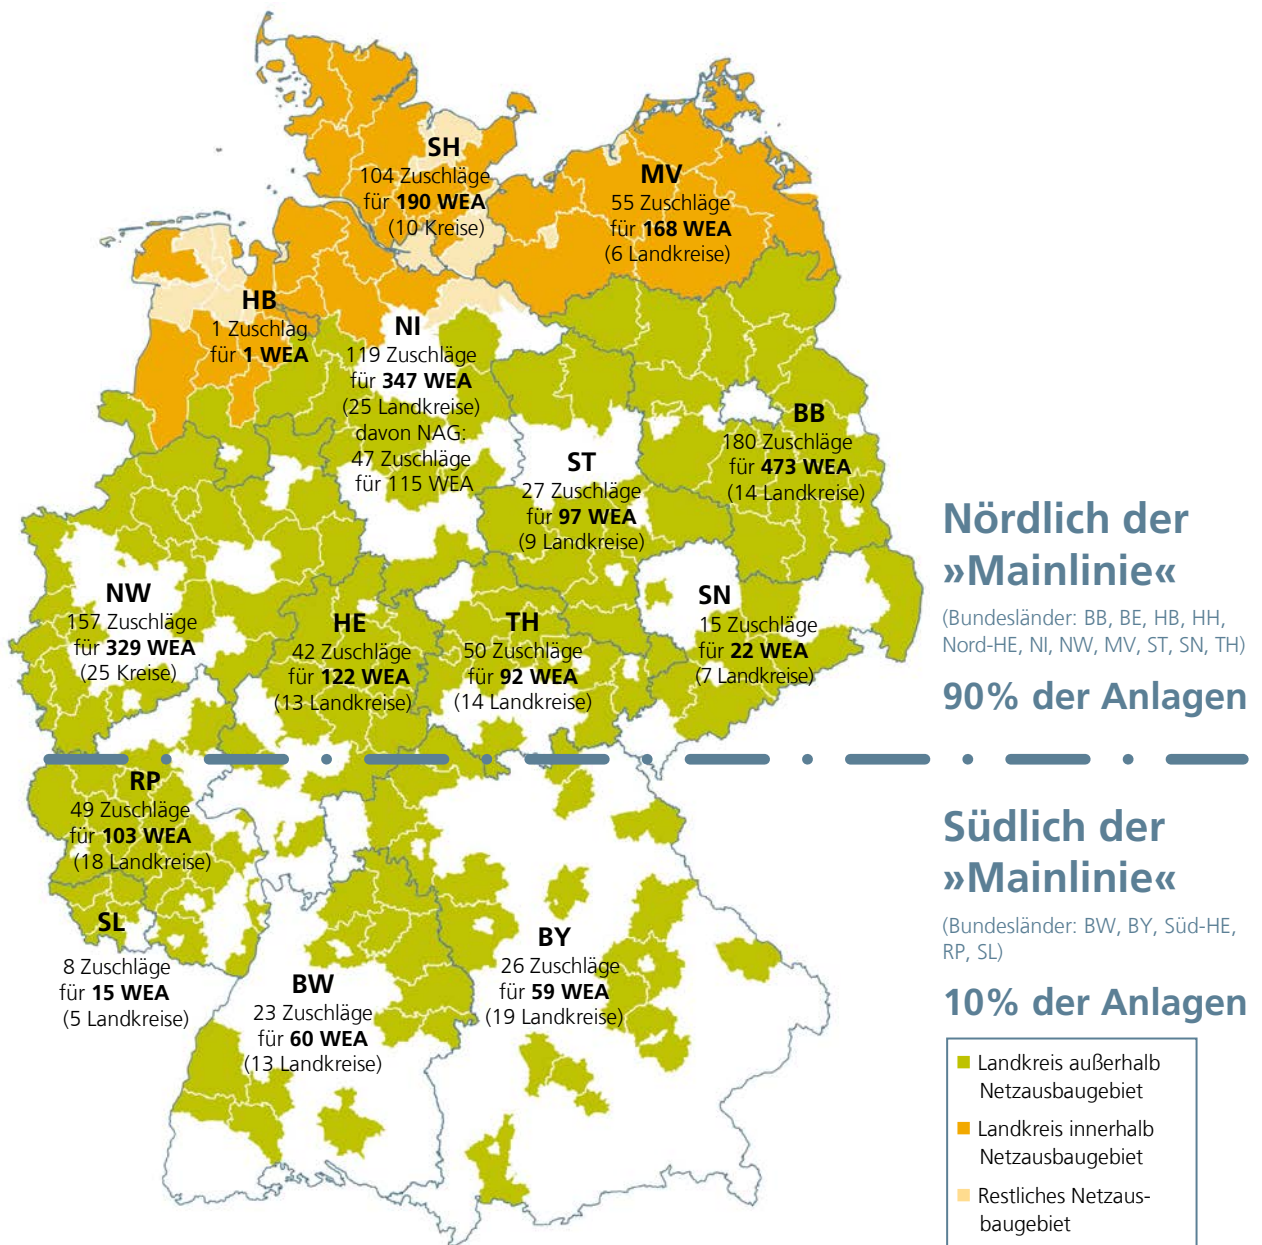 SH
104 Zuschläge
für 190 WEA
(10 Kreise)
MV
55 Zuschläge
für 168 WEA
(6 Landkreise)
HB
1 Zuschlag
für 1 WEA
NI
119 Zuschläge
für 347 WEA
(25 Landkreise)
davon NAG:
47 Zuschläge
für 115 WEA
BB
180 Zuschläge
für 473 WEA
(14 Landkreise)
ST
27 Zuschläge
für 97 WEA
(9 Landkreise)
NW
157 Zuschläge
für 329 WEA
(25 Kreise)
HE
42 Zuschläge
für 122 WEA
(13 Landkreise)
TH
50 Zuschläge
für 92 WEA
(14 Landkreise)
SN
15 Zuschläge
für 22 WEA
(7 Landkreise)
RP
49 Zuschläge
für 103 WEA
(18 Landkreise)
SL
8 Zuschläge
für 15 WEA
(5 Landkreise)
BW
23 Zuschläge
für 60 WEA
(13 Landkreise)
BY
26 Zuschläge
für 59 WEA
(19 Landkreise)
Nördlich der
»Mainlinie«
(Bundesländer: BB, BE, HB, HH,
Nord-HE, NI, NW, MV, ST, SN, TH)
90% der Anlagen
Südlich der
»Mainlinie«
(Bundesländer: BW, BY, Süd-HE,
RP, SL)
10% der Anlagen
Landkreis außerhalb
Netzausbaugebiet
Landkreis innerhalb
Netzausbaugebiet
Restliches Netzaus-
baugebiet